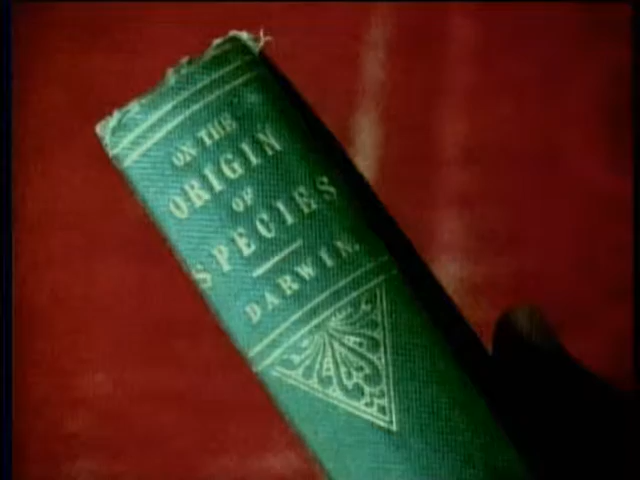 ON THE
ORIGIN
OF
SPECIES
DARWIN.